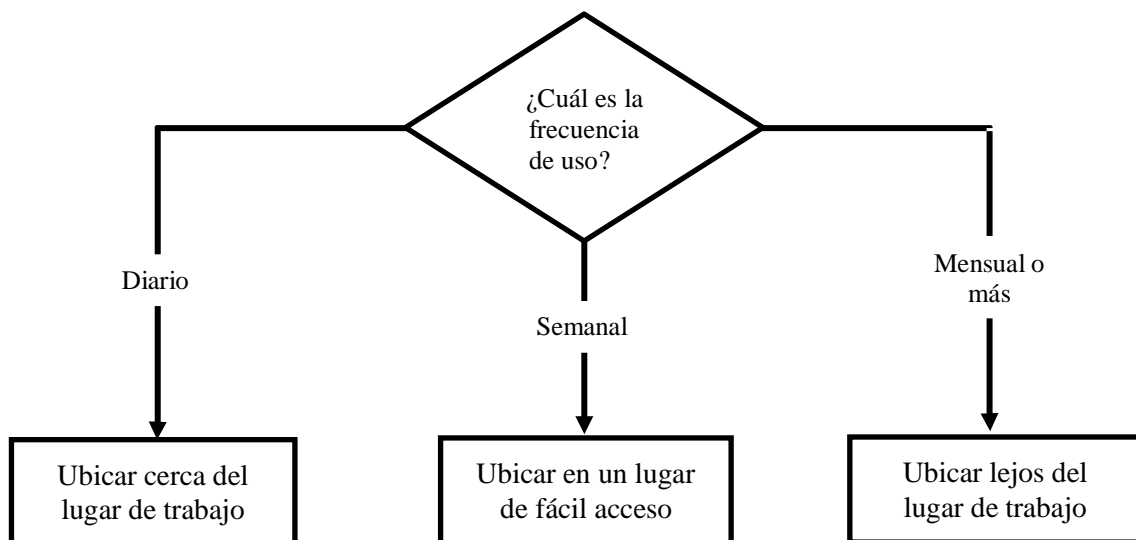 ¿Cuál es la
frecuencia
de uso?
Diario
Semanal
Mensual o
más
Ubicar cerca del
lugar de trabajo
Ubicar en un lugar
de fácil acceso
Ubicar lejos del
lugar de trabajo